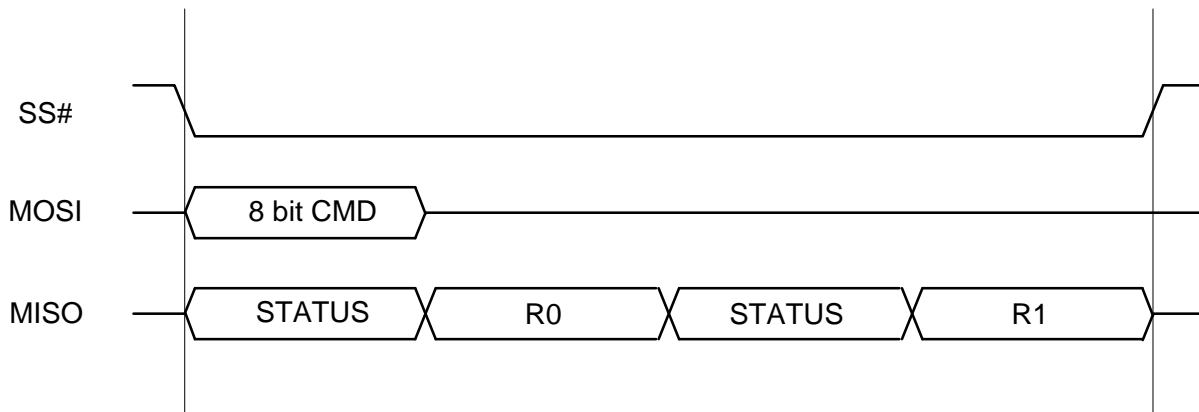 SS#
MOSI 8 bit CMD
MISO STATUS R0 STATUS R1